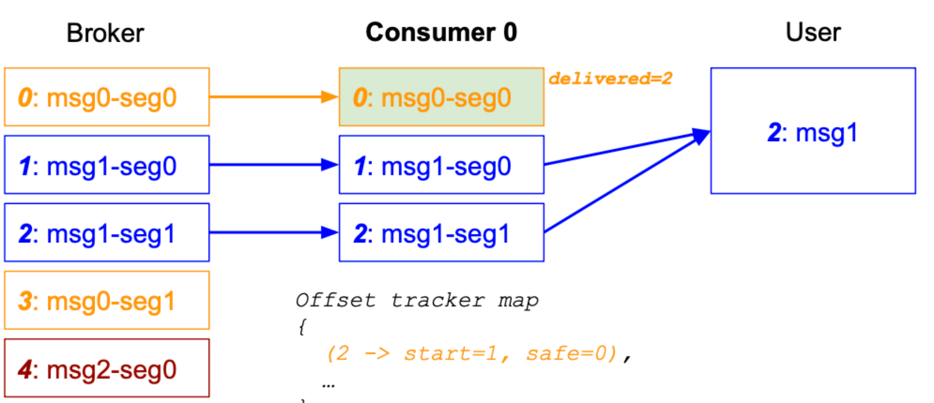 Broker
Consumer 0
User
0: msg0-seg0
0: msg0-seg0
delivered=2
1: msg1-seg0
1: msg1-seg0
2: msg1
2: msg1-seg1
2: msg1-seg1
3: msg0-seg1
4: msg2-seg0
Offset tracker map
{
(2 -> start=1, safe=0),
…
}